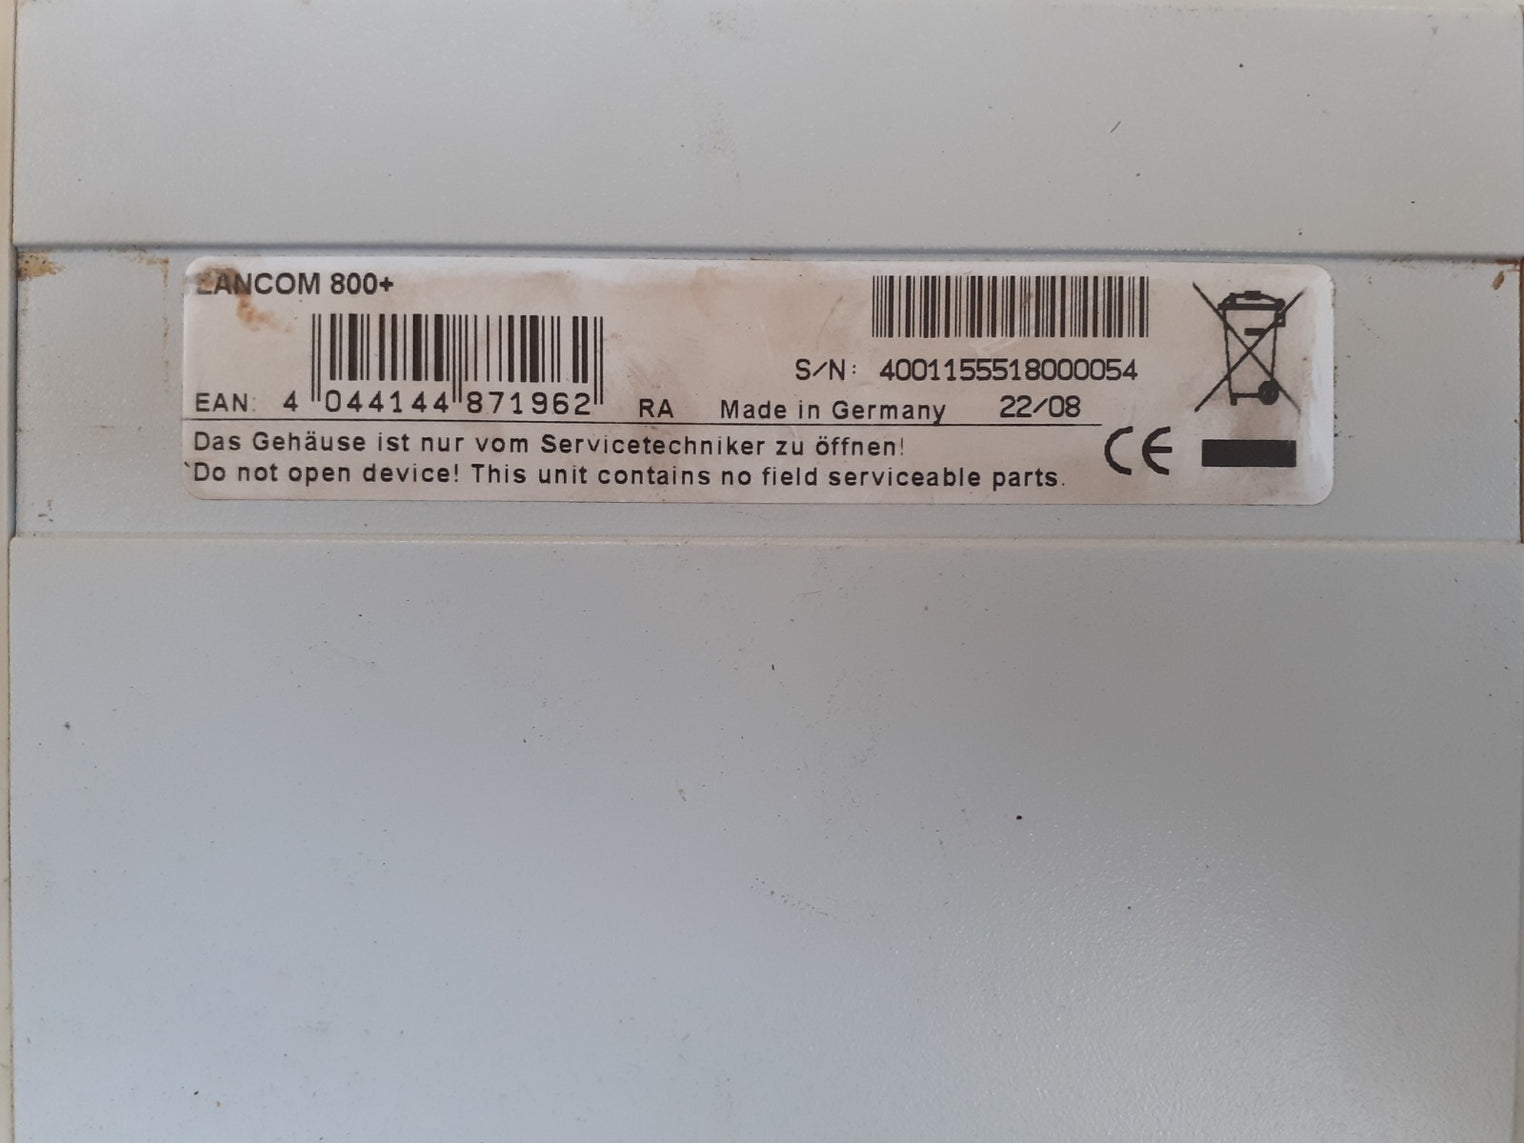 LANCOM 800+
S/N: 4001155518000054
EAN: 4 044144 871962 RA Made in Germany 22/08
Das Gehäuse ist nur vom Servicetechniker zu öffnen!
Do not open device! This unit contains no field serviceable parts.
CE